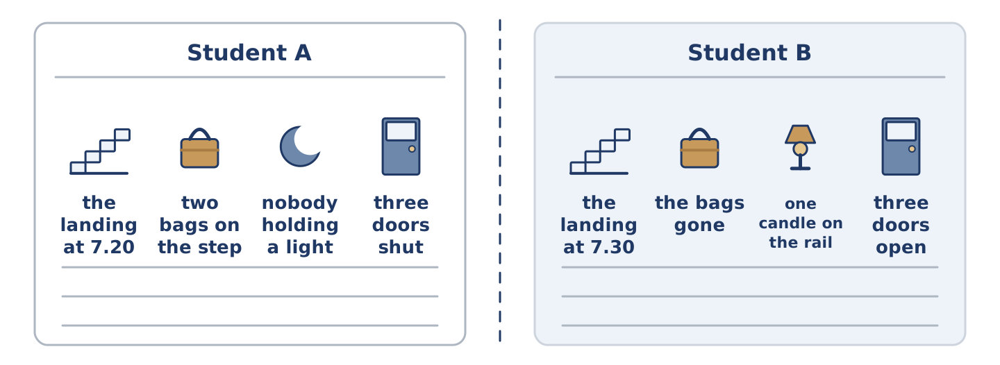 Student A
the
landing
at 7.20
two
bags on
the step
nobody
holding
a light
three
doors
shut
Student B
the
landing
at 7.30
the bags
gone
one
candle on
the rail
three
doors
open